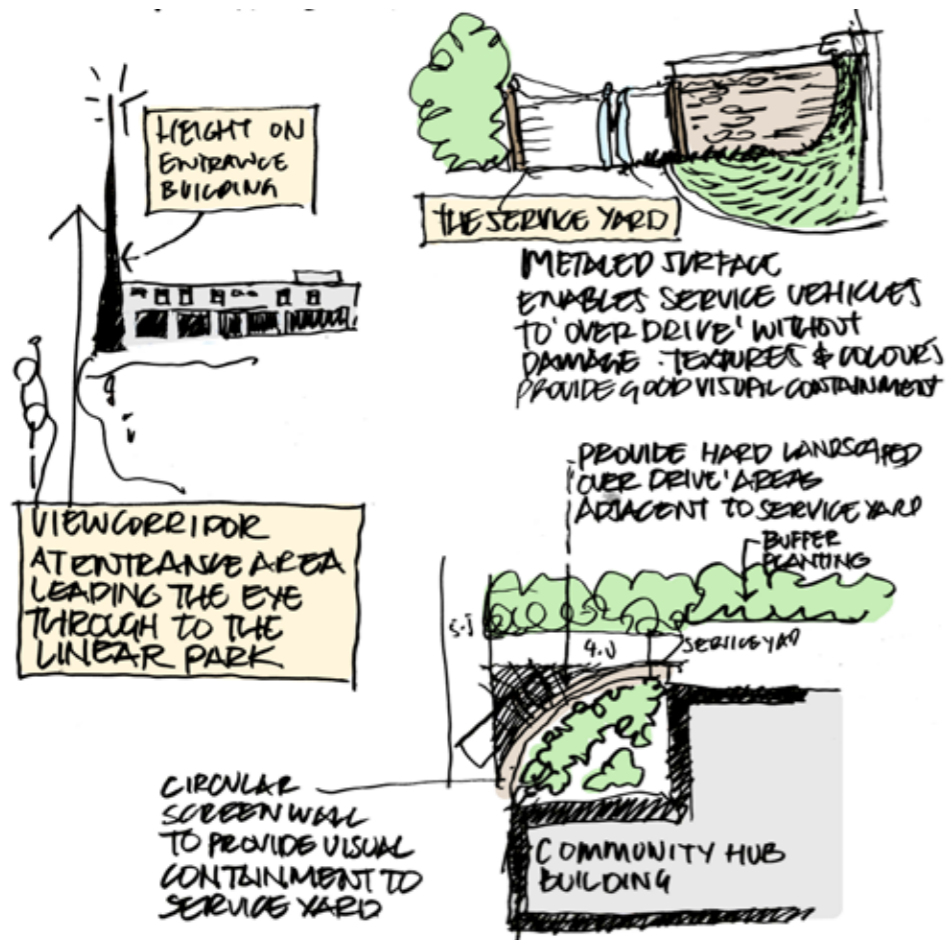 HEIGHT ON
ENTRANCE
BUILDING
THE SERVICE YARD
METALED SURFACE
ENABLES SERVICE VEHICLES
TO 'OVER DRIVE' WITHOUT
DAMAGE. TEXTURES & COLOURS
PROVIDE GOOD VISUAL CONTAINMENT
VIEW CORRIDOR
AT ENTRANCE AREA
LEADING THE EYE
THROUGH TO THE
LINEAR PARK
PROVIDE HARD LANDSCAPED
'OVER DRIVE' AREAS
ADJACENT TO SERVICE YARD
BUFFER
PLANTING
SERVICE YARD
CIRCULAR
SCREEN WALL
TO PROVIDE VISUAL
CONTAINMENT TO
SERVICE YARD
COMMUNITY HUB
BUILDING